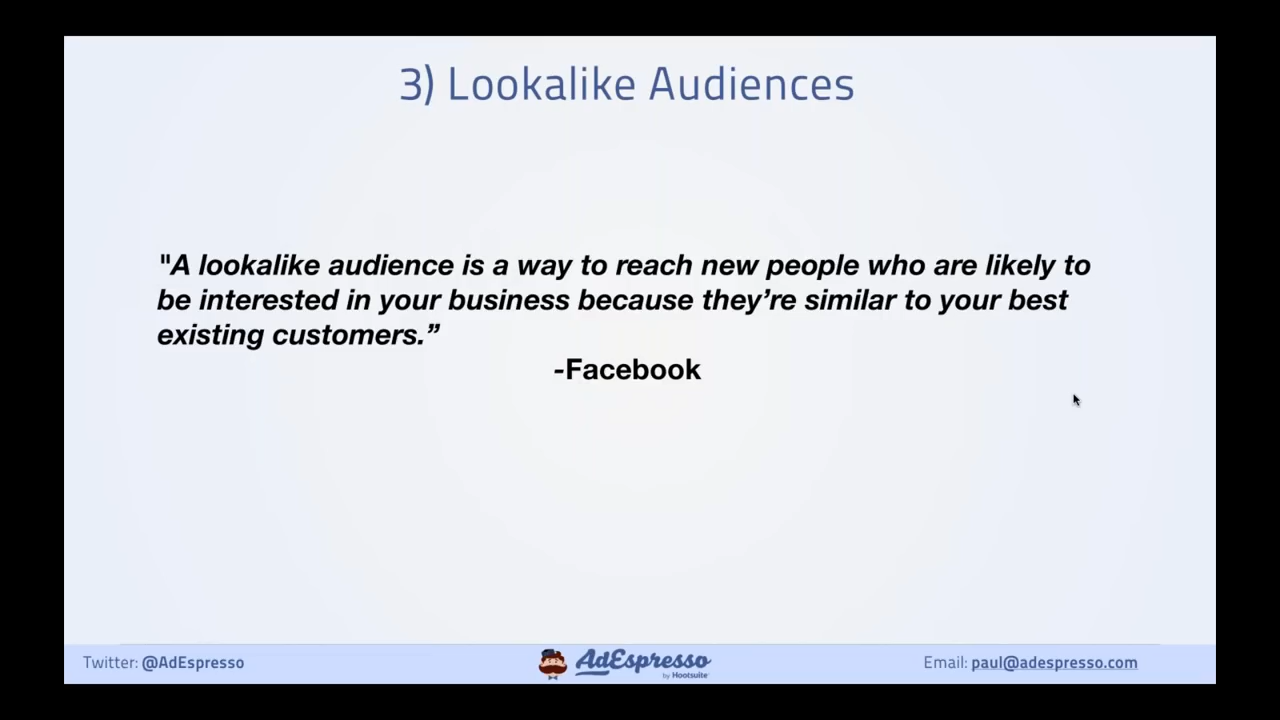 3) Lookalike Audiences
"A lookalike audience is a way to reach new people who are likely to
be interested in your business because they’re similar to your best
existing customers.”
-Facebook
Twitter: @AdEspresso
AdEspresso
by Hootsuite
Email: paul@adespresso.com